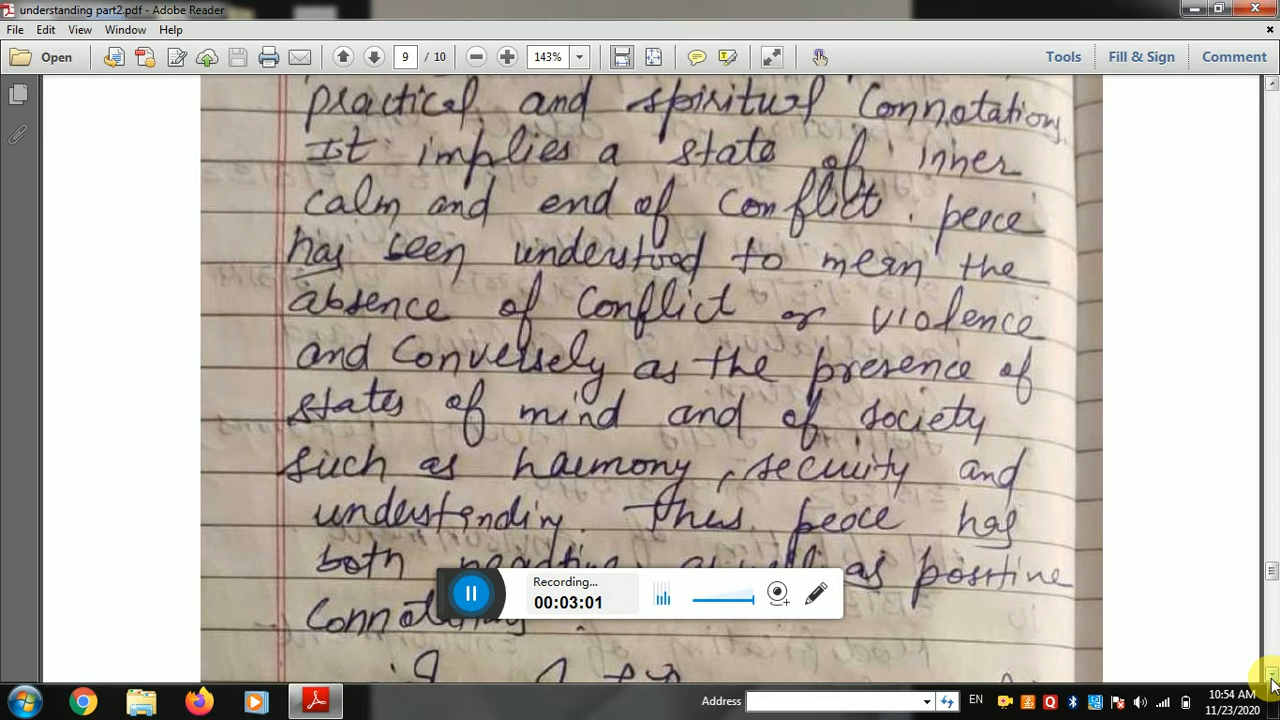 understanding part2.pdf - Adobe Reader
File Edit View Window Help
Open 9 / 10 143% Tools Fill & Sign Comment
practical and spiritual Connotations.
It implies a state of inner
calm and end of conflict. peace
has been understood to mean the
absence of Conflict or violence
and Conversely as the presence of
states of mind and of society
such as harmony, security and
understanding. Thus peace has
both negative as well as positive
Recording...
00:03:01
Address EN 10:54 AM
11/23/2020